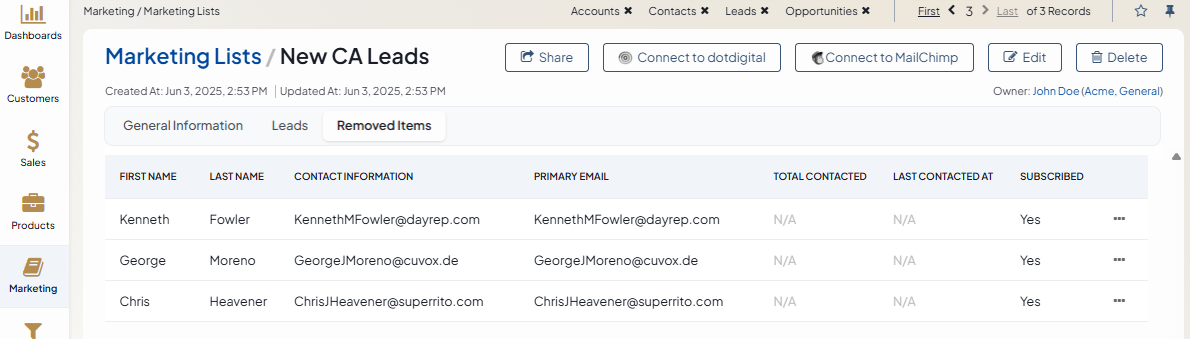 Marketing / Marketing Lists
Accounts ✖ Contacts ✖ Leads ✖ Opportunities ✖ First < 3 > Last of 3 Records
Dashboards
Customers
Sales
Products
Marketing
Marketing Lists / New CA Leads
Share Connect to dotdigital Connect to MailChimp Edit Delete
Created At: Jun 3, 2025, 2:53 PM | Updated At: Jun 3, 2025, 2:53 PM
Owner: John Doe (Acme, General)
General Information Leads Removed Items
FIRST NAME LAST NAME CONTACT INFORMATION PRIMARY EMAIL TOTAL CONTACTED LAST CONTACTED AT SUBSCRIBED
Kenneth Fowler KennethMFowler@dayrep.com KennethMFowler@dayrep.com N/A N/A Yes ···
George Moreno GeorgeJMoreno@cuvox.de GeorgeJMoreno@cuvox.de N/A N/A Yes ···
Chris Heavener ChrisJHeavener@superrito.com ChrisJHeavener@superrito.com N/A N/A Yes ···